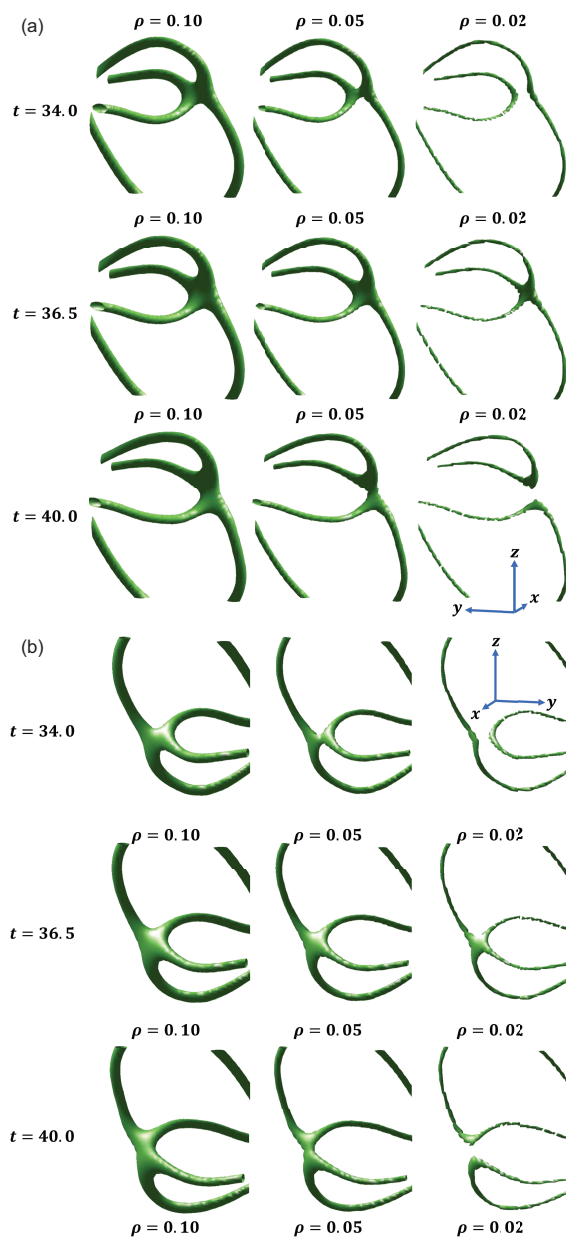 (a)
ρ = 0.10 ρ = 0.05 ρ = 0.02
t = 34.0
ρ = 0.10 ρ = 0.05 ρ = 0.02
t = 36.5
ρ = 0.10 ρ = 0.05 ρ = 0.02
t = 40.0
z
x
y
(b)
z
t = 34.0
x y
ρ = 0.10 ρ = 0.05 ρ = 0.02
t = 36.5
ρ = 0.10 ρ = 0.05 ρ = 0.02
t = 40.0
ρ = 0.10 ρ = 0.05 ρ = 0.02